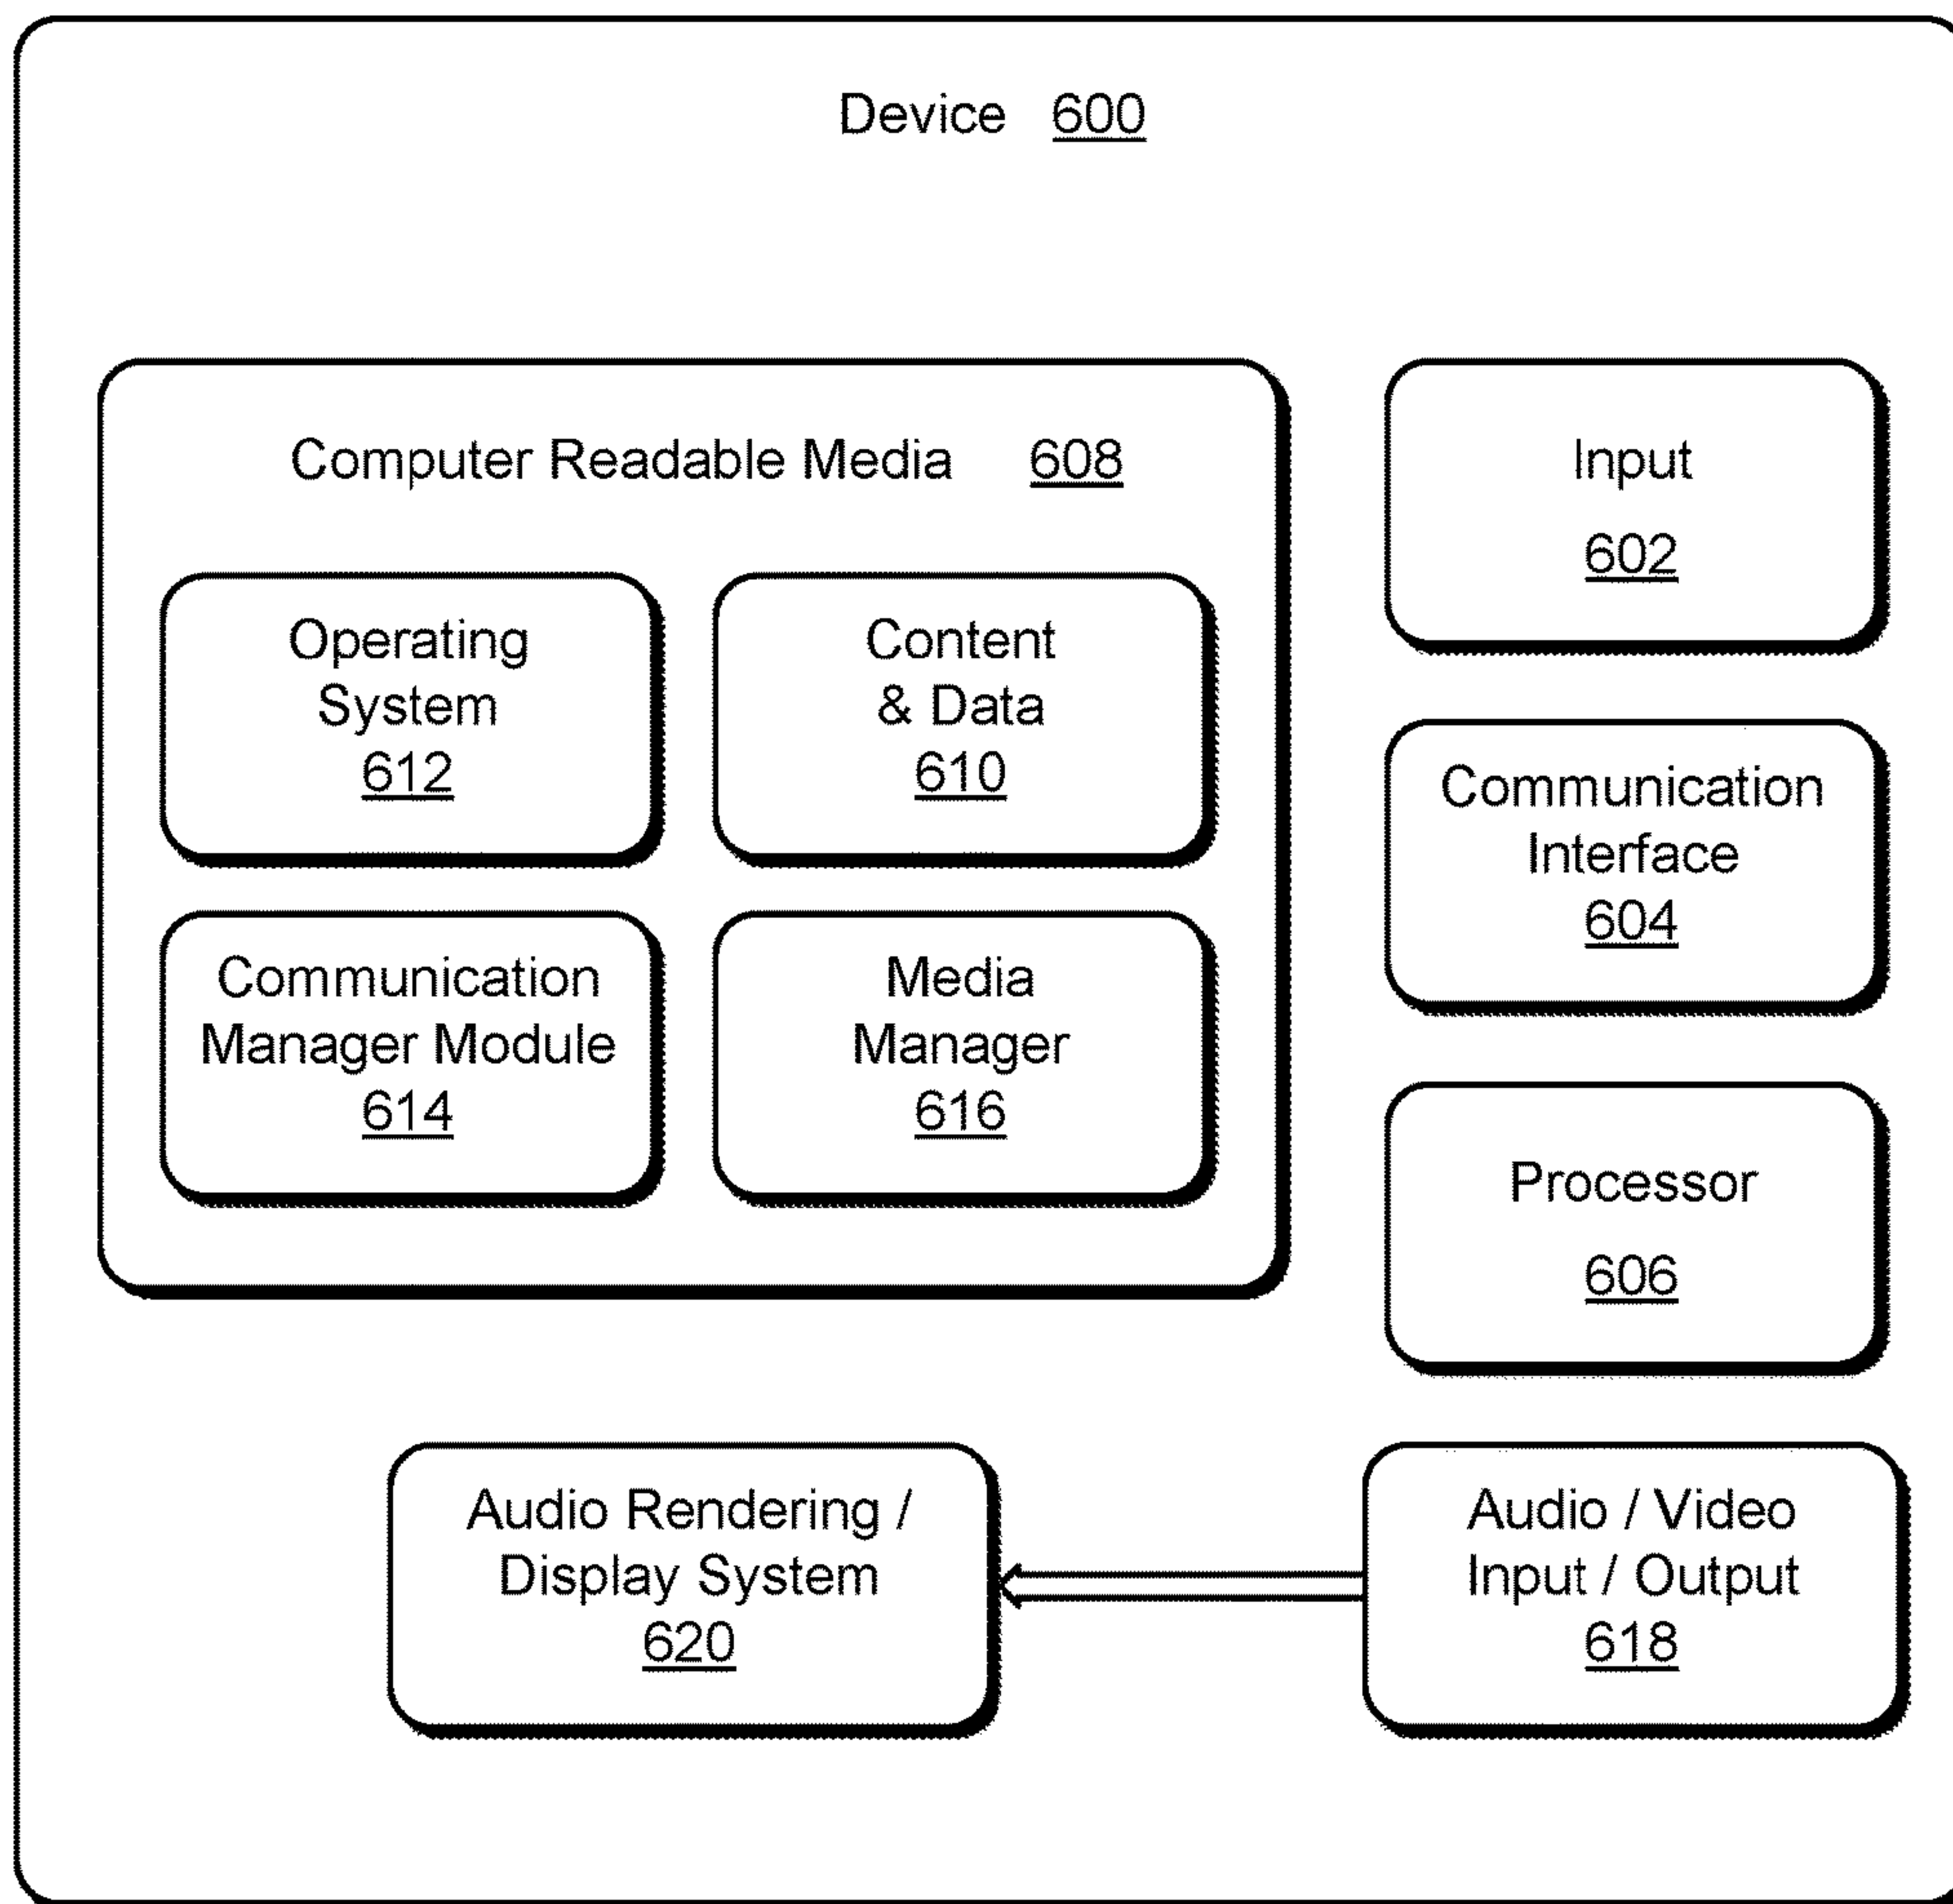 Device 600
Computer Readable Media 608
Operating
System
612
Content
& Data
610
Communication
Manager Module
614
Media
Manager
616
Input
602
Communication
Interface
604
Processor
606
Audio Rendering /
Display System
620
Audio / Video
Input / Output
618